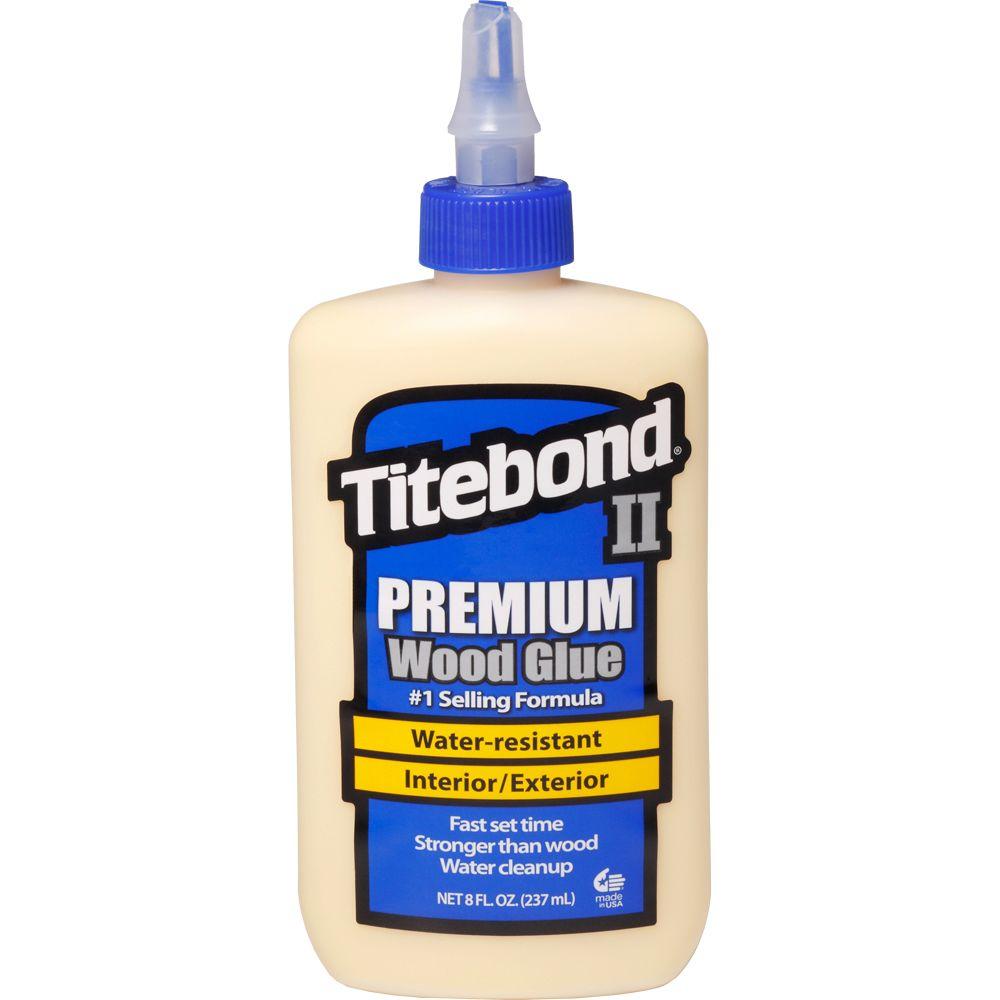 Titebond®
II
PREMIUM
Wood Glue
#1 Selling Formula
Water-resistant
Interior/Exterior
Fast set time
Stronger than wood
Water cleanup
NET 8 FL. OZ. (237 mL)
made
in USA